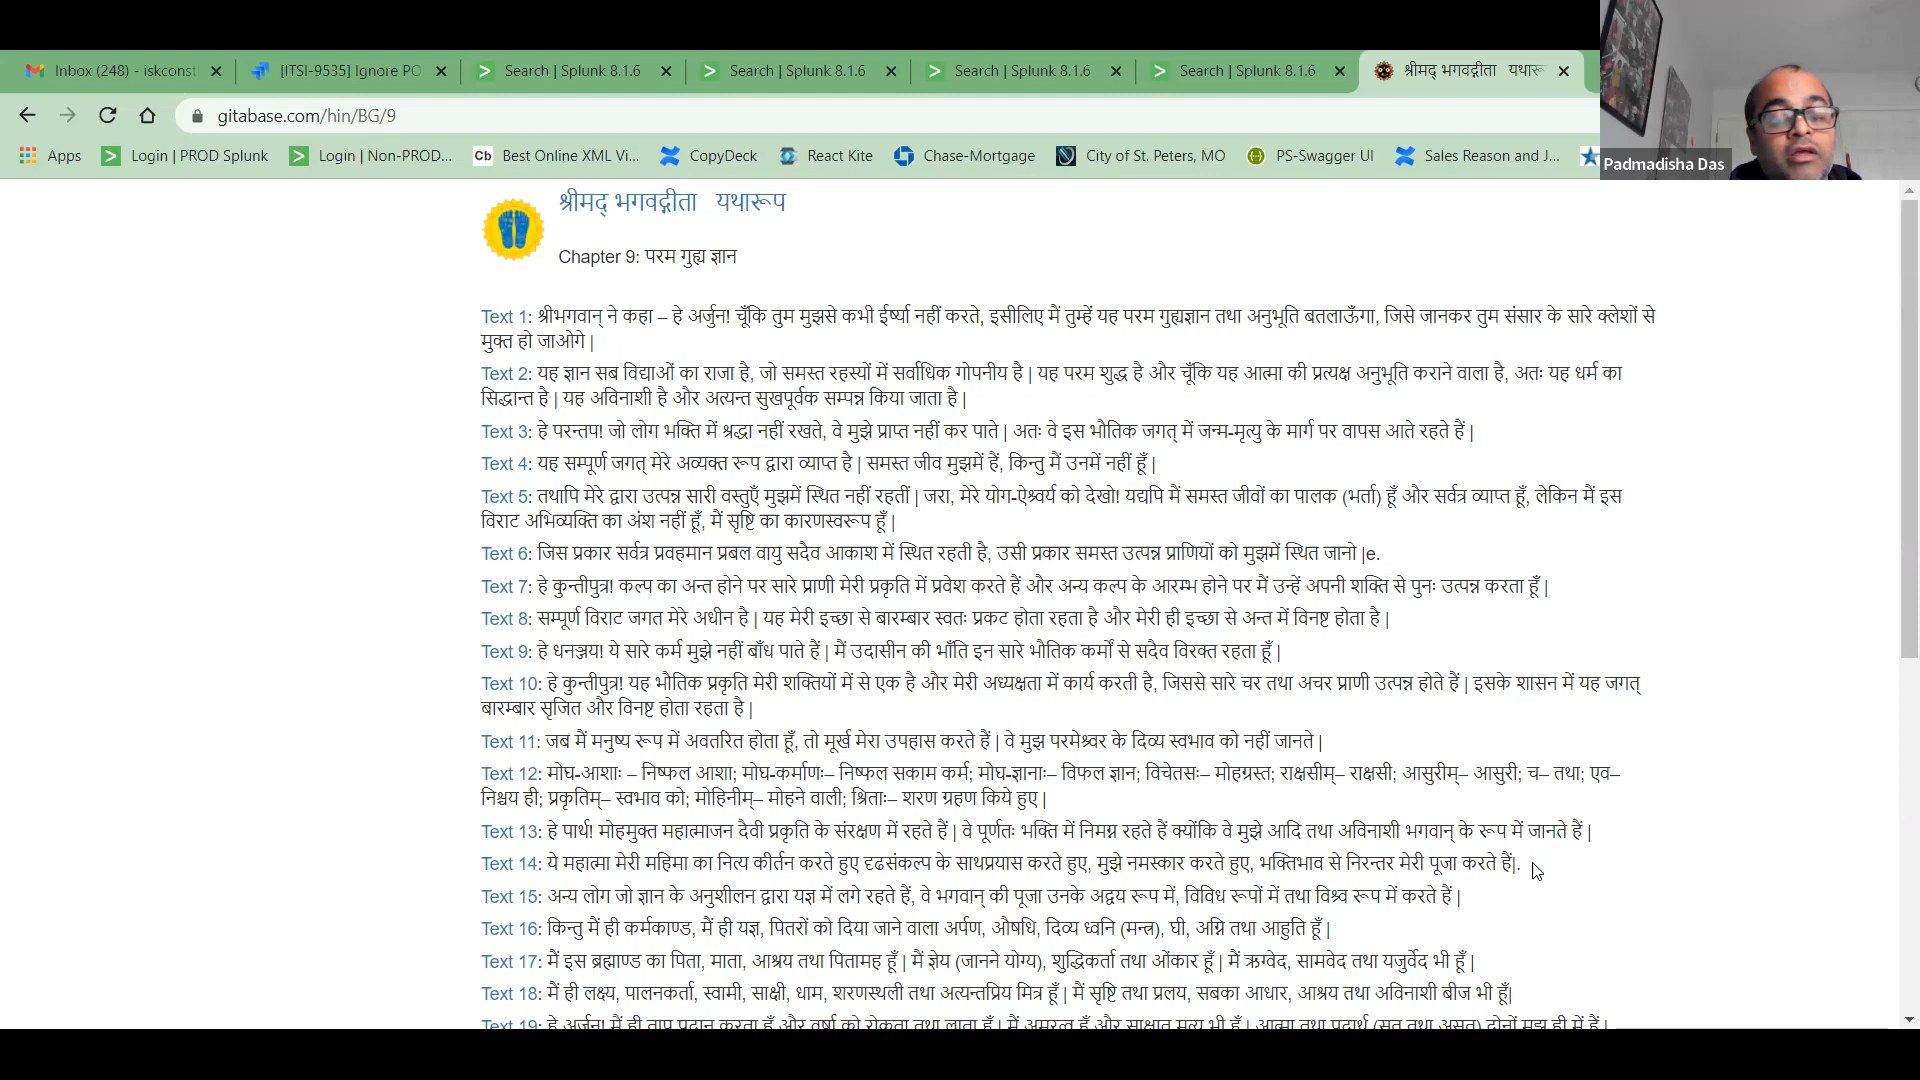 Inbox (248) - iskconst
[ITSI-9535] Ignore PO
Search | Splunk 8.1.6
Search | Splunk 8.1.6
Search | Splunk 8.1.6
Search | Splunk 8.1.6
श्रीमद् भगवद्गीता यथारू
gitabase.com/hin/BG/9
Apps
Login | PROD Splunk
Login | Non-PROD...
Cb Best Online XML Vi...
CopyDeck
React Kite
Chase-Mortgage
City of St. Peters, MO
PS-Swagger UI
Sales Reason and J...
Padmadisha Das
श्रीमद् भगवद्गीता यथारूप
Chapter 9: परम गुह्य ज्ञान
Text 1: श्रीभगवान् ने कहा – हे अर्जुन! चूँकि तुम मुझसे कभी ईर्ष्या नहीं करते, इसीलिए मैं तुम्हें यह परम गुह्यज्ञान तथा अनुभूति बतलाऊँगा, जिसे जानकर तुम संसार के सारे क्लेशों से
मुक्त हो जाओगे |
Text 2: यह ज्ञान सब विद्याओं का राजा है, जो समस्त रहस्यों में सर्वाधिक गोपनीय है | यह परम शुद्ध है और चूँकि यह आत्मा की प्रत्यक्ष अनुभूति कराने वाला है, अतः यह धर्म का
सिद्धान्त है | यह अविनाशी है और अत्यन्त सुखपूर्वक सम्पन्न किया जाता है |
Text 3: हे परन्तप! जो लोग भक्ति में श्रद्धा नहीं रखते, वे मुझे प्राप्त नहीं कर पाते | अतः वे इस भौतिक जगत् में जन्म-मृत्यु के मार्ग पर वापस आते रहते हैं |
Text 4: यह सम्पूर्ण जगत् मेरे अव्यक्त रूप द्वारा व्याप्त है | समस्त जीव मुझमें हैं, किन्तु मैं उनमें नहीं हूँ |
Text 5: तथापि मेरे द्वारा उत्पन्न सारी वस्तुएँ मुझमें स्थित नहीं रहतीं | जरा, मेरे योग-ऐश्वर्य को देखो! यद्यपि मैं समस्त जीवों का पालक (भर्ता) हूँ और सर्वत्र व्याप्त हूँ, लेकिन मैं इस
विराट अभिव्यक्ति का अंश नहीं हूँ, मैं सृष्टि का कारणस्वरूप हूँ |
Text 6: जिस प्रकार सर्वत्र प्रवहमान प्रबल वायु सदैव आकाश में स्थित रहती है, उसी प्रकार समस्त उत्पन्न प्राणियों को मुझमें स्थित जानो |e.
Text 7: हे कुन्तीपुत्र! कल्प का अन्त होने पर सारे प्राणी मेरी प्रकृति में प्रवेश करते हैं और अन्य कल्प के आरम्भ होने पर मैं उन्हें अपनी शक्ति से पुनः उत्पन्न करता हूँ |
Text 8: सम्पूर्ण विराट जगत मेरे अधीन है | यह मेरी इच्छा से बारम्बार स्वतः प्रकट होता रहता है और मेरी ही इच्छा से अन्त में विनष्ट होता है |
Text 9: हे धनञ्जय! ये सारे कर्म मुझे नहीं बाँध पाते हैं | मैं उदासीन की भाँति इन सारे भौतिक कर्मों से सदैव विरक्त रहता हूँ |
Text 10: हे कुन्तीपुत्र! यह भौतिक प्रकृति मेरी शक्तियों में से एक है और मेरी अध्यक्षता में कार्य करती है, जिससे सारे चर तथा अचर प्राणी उत्पन्न होते हैं | इसके शासन में यह जगत्
बारम्बार सृजित और विनष्ट होता रहता है |
Text 11: जब मैं मनुष्य रूप में अवतरित होता हूँ, तो मूर्ख मेरा उपहास करते हैं | वे मुझ परमेश्वर के दिव्य स्वभाव को नहीं जानते |
Text 12: मोघ-आशाः – निष्फल आशा; मोघ-कर्माणः– निष्फल सकाम कर्म; मोघ-ज्ञानाः– विफल ज्ञान; विचेतसः– मोहग्रस्त; राक्षसीम्– राक्षसी; आसुरीम्– आसुरी; च– तथा; एव–
निश्चय ही; प्रकृतिम्– स्वभाव को; मोहिनीम्– मोहने वाली; श्रिताः– शरण ग्रहण किये हुए |
Text 13: हे पार्थ! मोहमुक्त महात्माजन दैवी प्रकृति के संरक्षण में रहते हैं | वे पूर्णतः भक्ति में निमग्न रहते हैं क्योंकि वे मुझे आदि तथा अविनाशी भगवान् के रूप में जानते हैं |
Text 14: ये महात्मा मेरी महिमा का नित्य कीर्तन करते हुए दृढसंकल्प के साथप्रयास करते हुए, मुझे नमस्कार करते हुए, भक्तिभाव से निरन्तर मेरी पूजा करते हैं|.
Text 15: अन्य लोग जो ज्ञान के अनुशीलन द्वारा यज्ञ में लगे रहते हैं, वे भगवान् की पूजा उनके अद्वय रूप में, विविध रूपों में तथा विश्व रूप में करते हैं |
Text 16: किन्तु मैं ही कर्मकाण्ड, मैं ही यज्ञ, पितरों को दिया जाने वाला अर्पण, औषधि, दिव्य ध्वनि (मन्त्र), घी, अग्नि तथा आहुति हूँ |
Text 17: मैं इस ब्रह्माण्ड का पिता, माता, आश्रय तथा पितामह हूँ | मैं ज्ञेय (जानने योग्य), शुद्धिकर्ता तथा ओंकार हूँ | मैं ऋग्वेद, सामवेद तथा यजुर्वेद भी हूँ |
Text 18: मैं ही लक्ष्य, पालनकर्ता, स्वामी, साक्षी, धाम, शरणस्थली तथा अत्यन्तप्रिय मित्र हूँ | मैं सृष्टि तथा प्रलय, सबका आधार, आश्रय तथा अविनाशी बीज भी हूँ|
Text 19: हे अर्जुन! मैं ही ताप प्रदान करता हूँ और वर्षा को रोकता तथा लाता हूँ | मैं अमरत्व हूँ और साक्षात् मृत्यु भी हूँ | आत्मा तथा पदार्थ (सत् तथा असत्) दोनों मुझ ही में हैं |